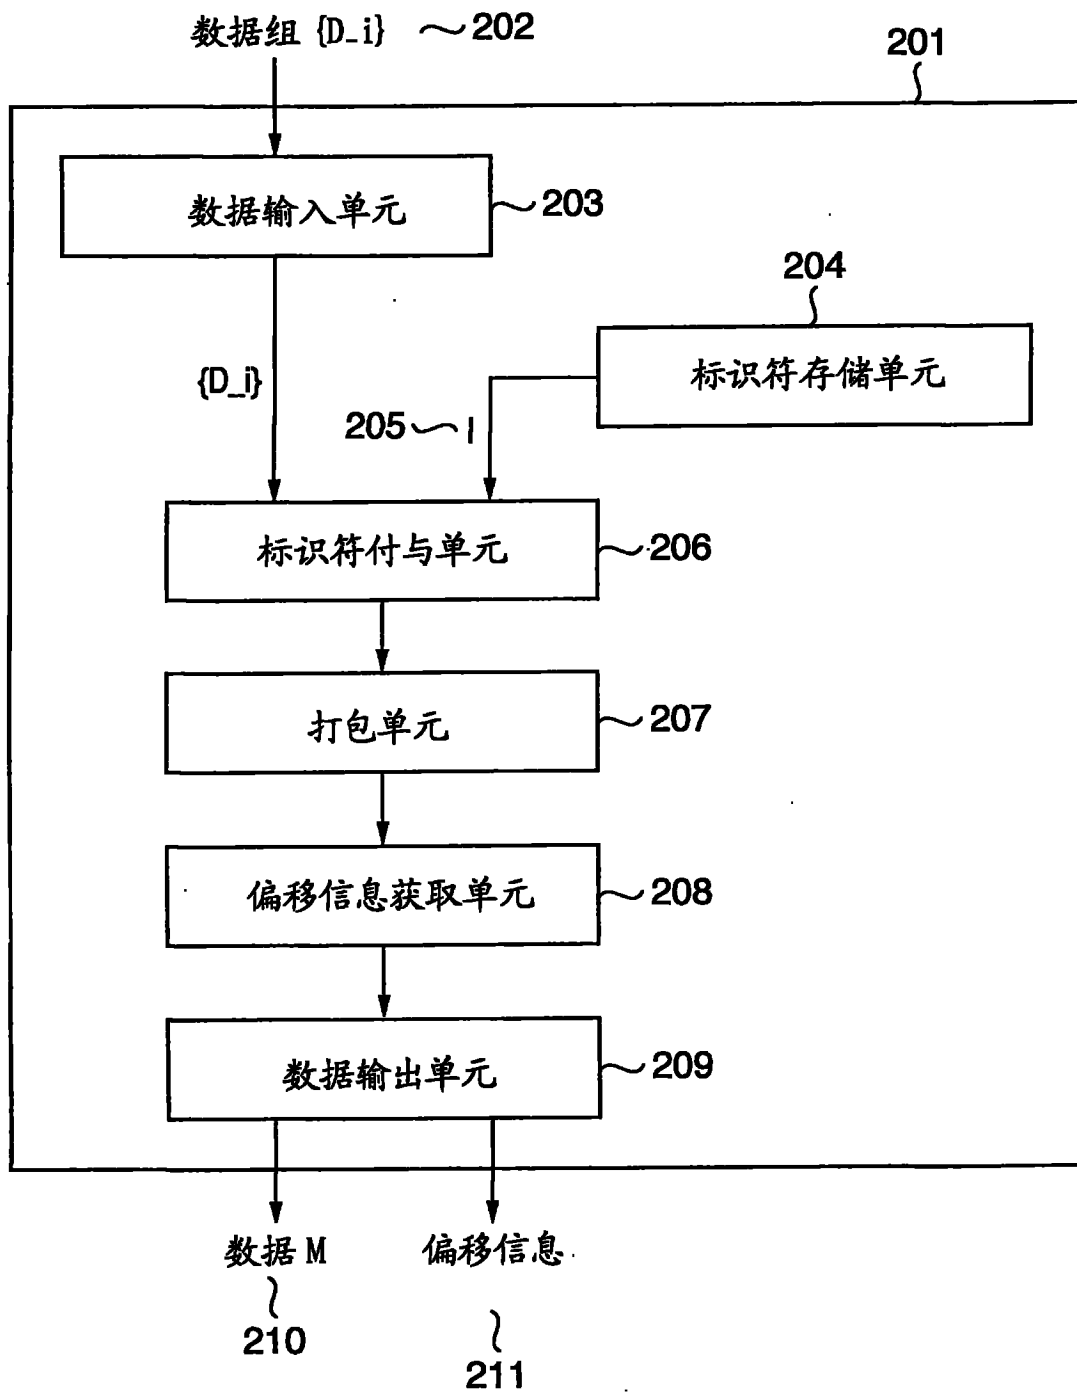 数据组 {D_i} 202
201
数据输入单元 203
204
标识符存储单元
{D_i}
205 I
标识符付与单元 206
打包单元 207
偏移信息获取单元 208
数据输出单元 209
数据 M 偏移信息
210
211